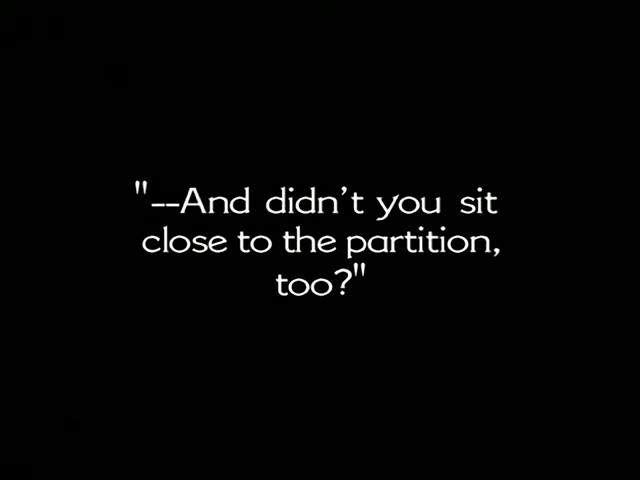 "--And didn't you sit
close to the partition,
too?"